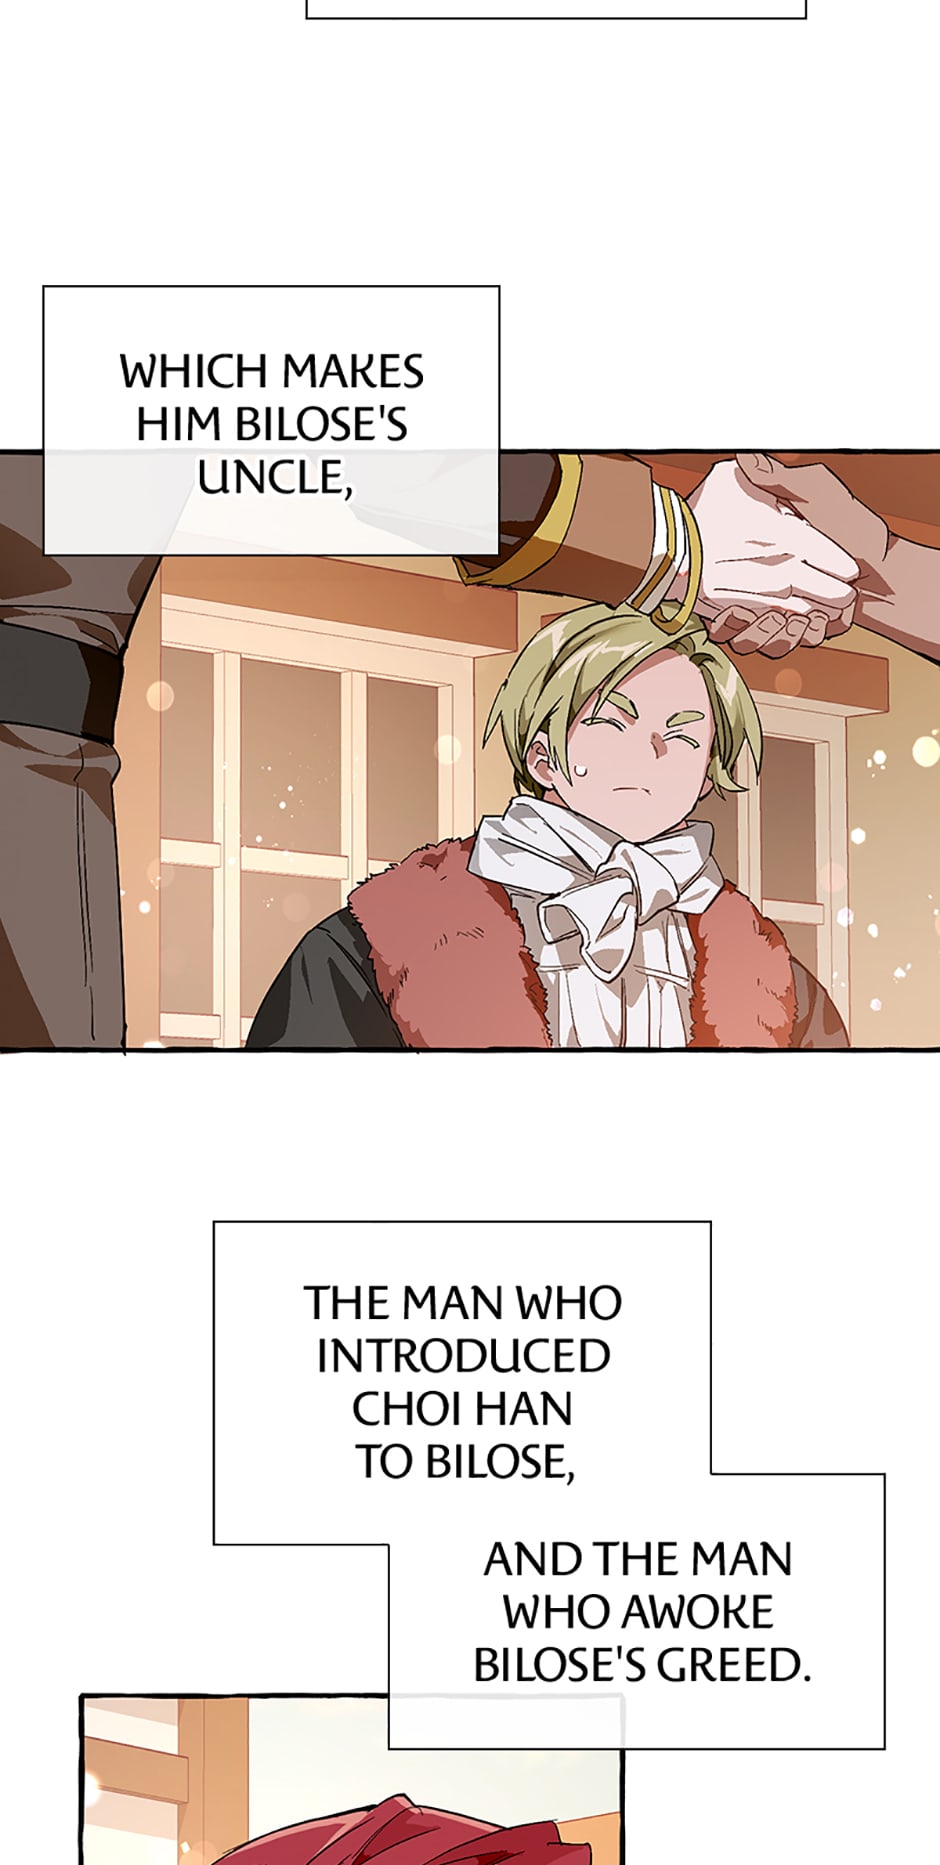 WHICH MAKES
HIM BILOSE'S
UNCLE,
THE MAN WHO
INTRODUCED
CHOI HAN
TO BILOSE,
AND THE MAN
WHO AWOKE
BILOSE'S GREED.